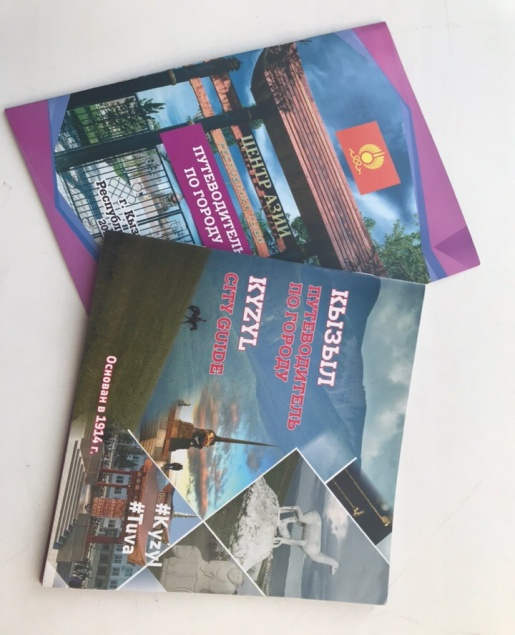 ЦЕНТР АЗИИ
ПУТЕВОДИТЕЛЬ
ПО ГОРОДУ
г.
КЫЗЫЛ
ПУТЕВОДИТЕЛЬ
ПО ГОРОДУ
KYZYL
CITY GUIDE
Основан в 1914 г.
#Kyzyl
#Tuva